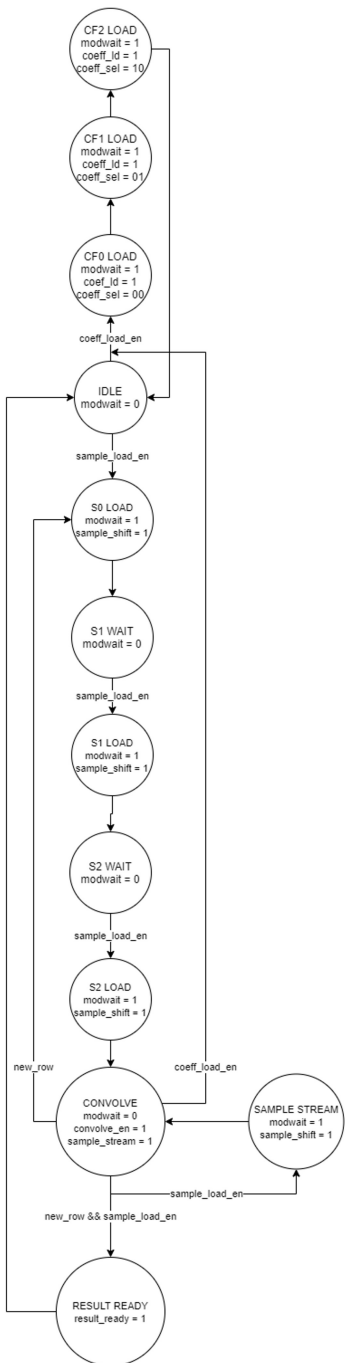 CF2 LOAD
modwait = 1
coeff_ld = 1
coeff_sel = 10
CF1 LOAD
modwait = 1
coeff_ld = 1
coeff_sel = 01
CF0 LOAD
modwait = 1
coef_ld = 1
coeff_sel = 00
coeff_load_en
IDLE
modwait = 0
sample_load_en
S0 LOAD
modwait = 1
sample_shift = 1
S1 WAIT
modwait = 0
sample_load_en
S1 LOAD
modwait = 1
sample_shift = 1
S2 WAIT
modwait = 0
sample_load_en
S2 LOAD
modwait = 1
sample_shift = 1
new_row
coeff_load_en
CONVOLVE
modwait = 0
convolve_en = 1
sample_stream = 1
SAMPLE STREAM
modwait = 1
sample_shift = 1
sample_load_en
new_row && sample_load_en
RESULT READY
result_ready = 1